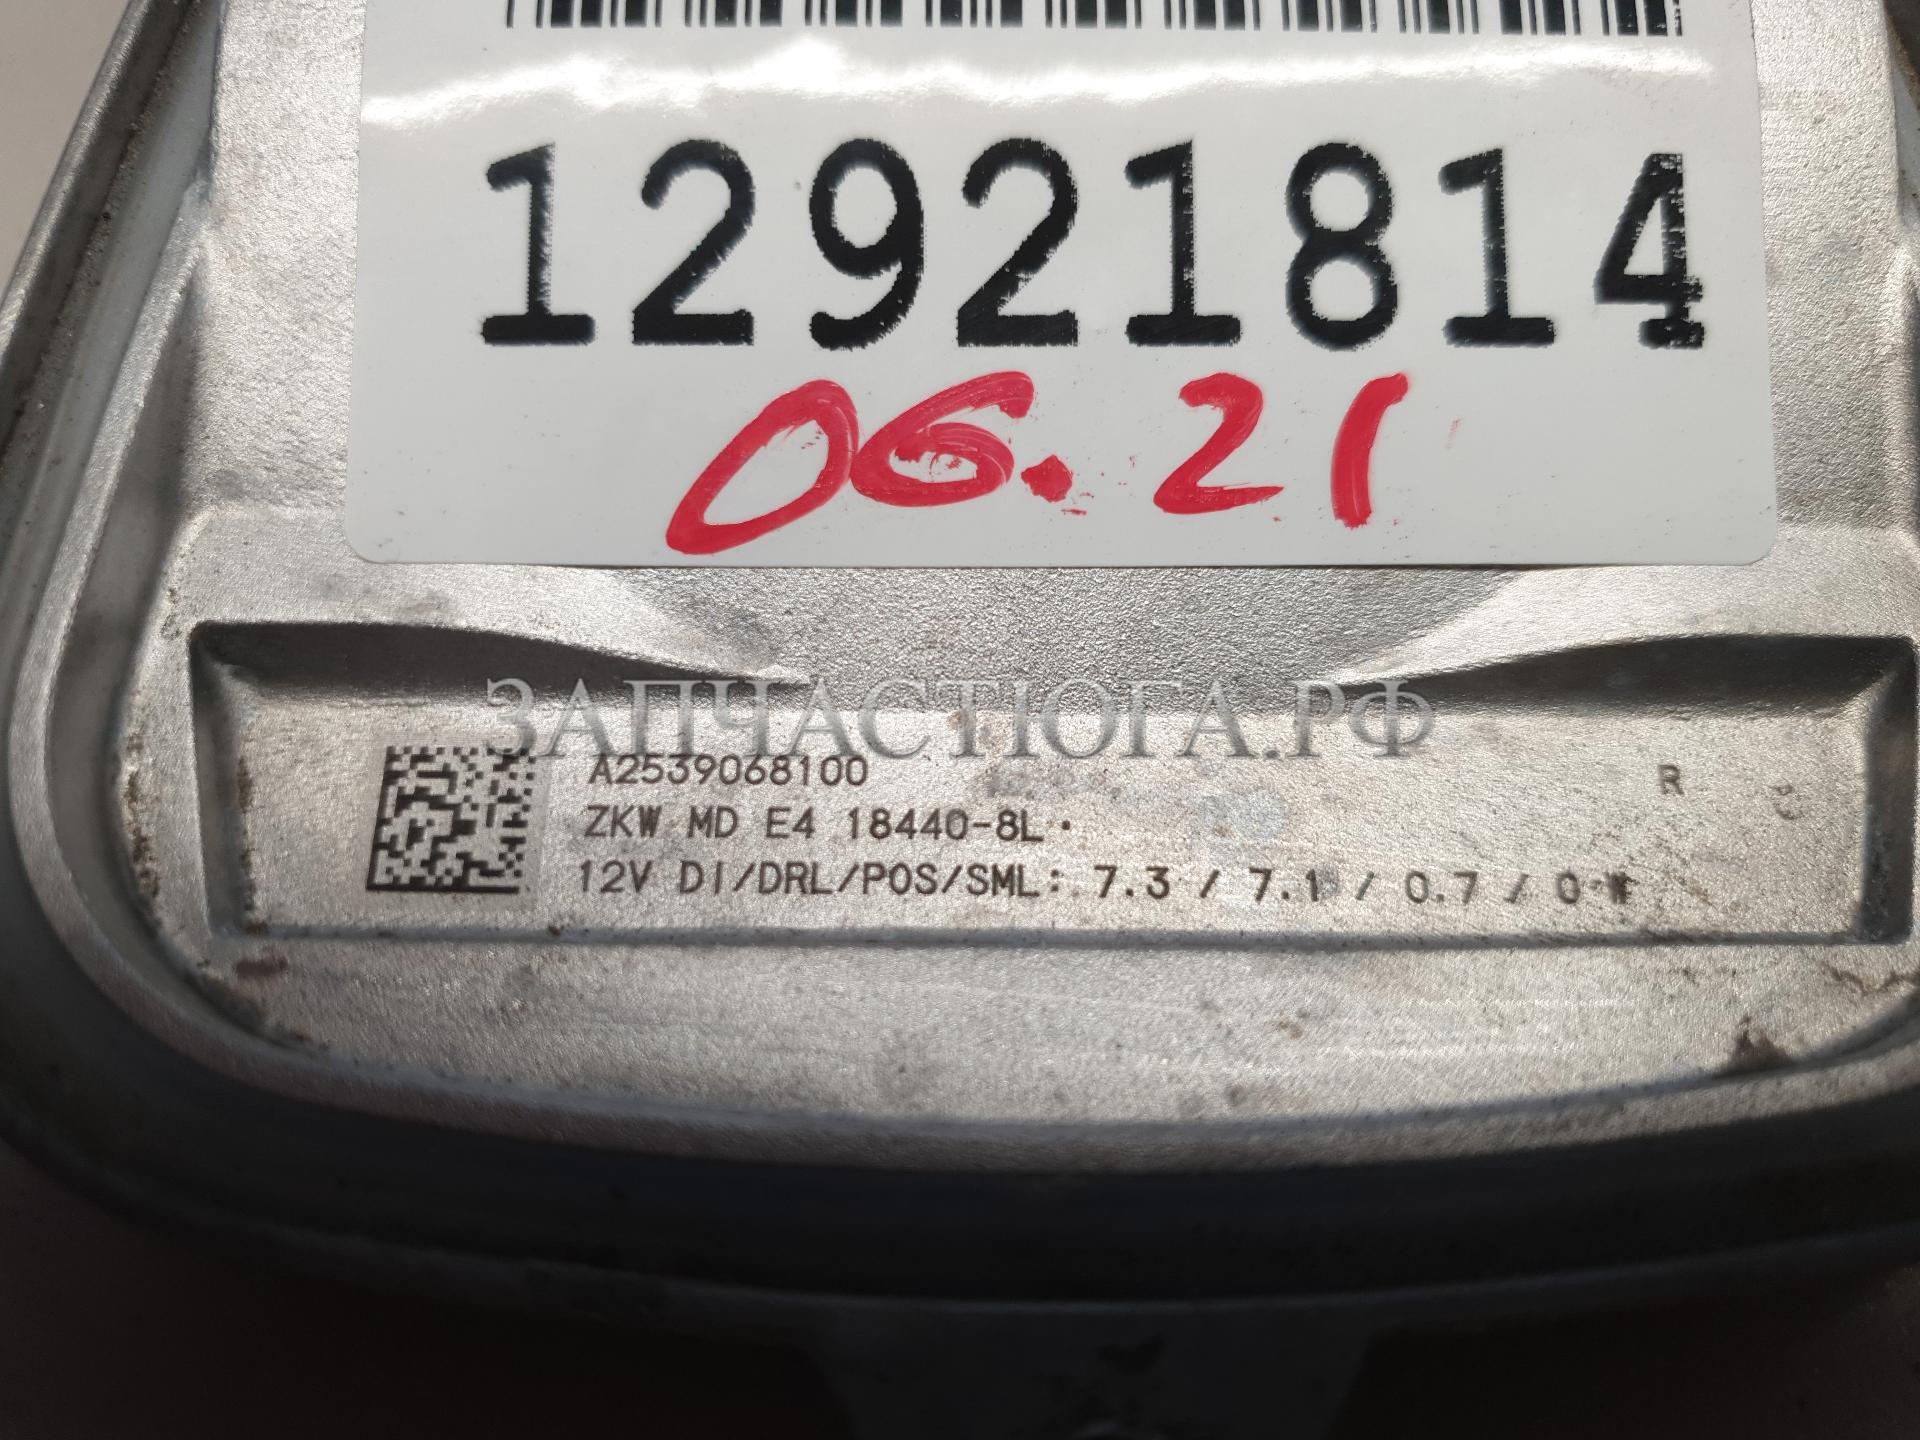 12921814
06.21
ЗАПЧАСТЮГА.РФ
A2539068100 R
ZKW MD E4 18440-8L
12V DI/DRL/POS/SML: 7.3 / 7.1 / 0.7 / 0 W